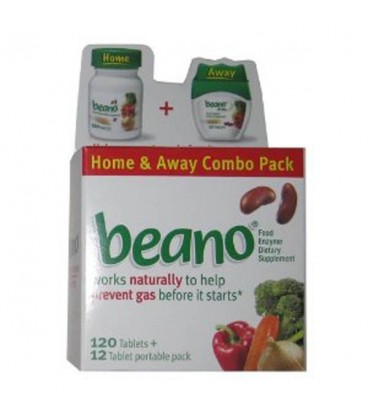 Home
Away
beano
+
beano
Home & Away Combo Pack
beano®
Food
Enzyme
Dietary
Supplement
works naturally to help
prevent gas before it starts*
120 Tablets +
12 Tablet portable pack